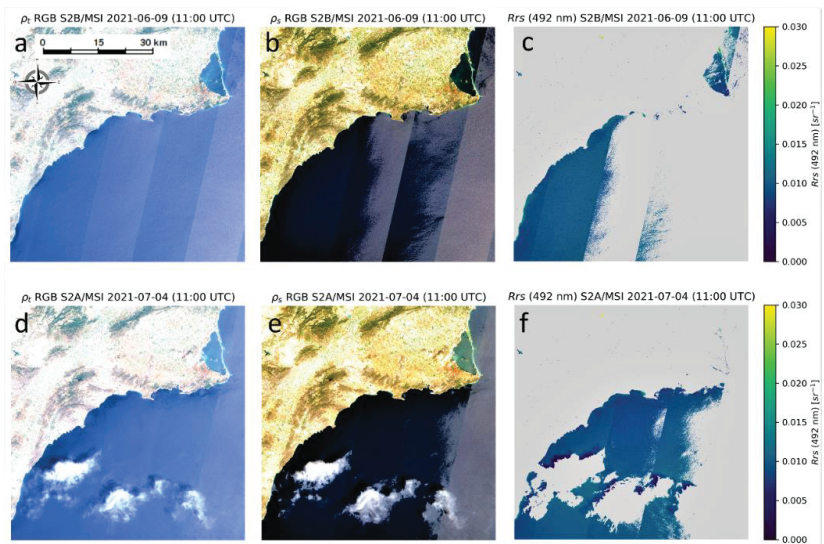 ρt RGB S2B/MSI 2021-06-09 (11:00 UTC)
ρs RGB S2B/MSI 2021-06-09 (11:00 UTC)
Rrs (492 nm) S2B/MSI 2021-06-09 (11:00 UTC)
a
0 15 30 km
b
c
0.030
0.025
0.020
0.015
0.010
0.005
0.000
Rrs (492 nm) [sr⁻¹]
ρt RGB S2A/MSI 2021-07-04 (11:00 UTC)
ρs RGB S2A/MSI 2021-07-04 (11:00 UTC)
Rrs (492 nm) S2A/MSI 2021-07-04 (11:00 UTC)
d
e
f
0.030
0.025
0.020
0.015
0.010
0.005
0.000
Rrs (492 nm) [sr⁻¹]